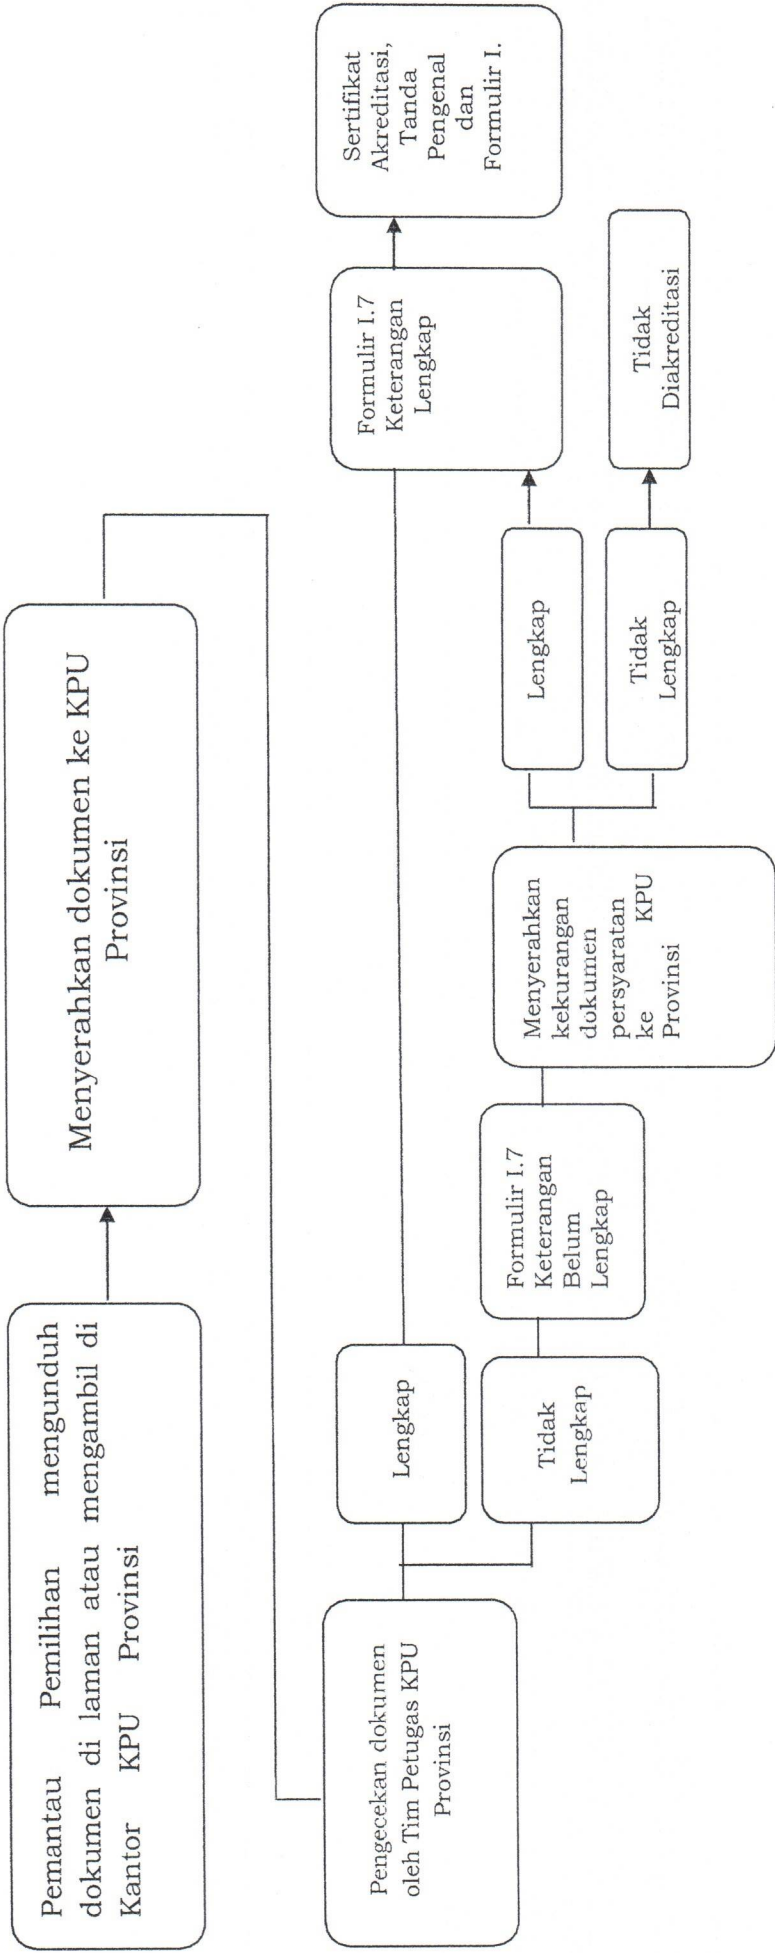 Pemantau Pemilihan mengunduh
dokumen di laman atau mengambil di
Kantor KPU Provinsi
Menyerahkan dokumen ke KPU
Provinsi
Pengecekan dokumen
oleh Tim Petugas KPU
Provinsi
Lengkap
Formulir I.7
Keterangan
Lengkap
Sertifikat
Akreditasi,
Tanda
Pengenal
dan
Formulir I.
Tidak
Lengkap
Formulir I.7
Keterangan
Belum
Lengkap
Menyerahkan
kekurangan
dokumen
persyaratan
ke KPU
Provinsi
Lengkap
Tidak
Lengkap
Tidak
Diakreditasi